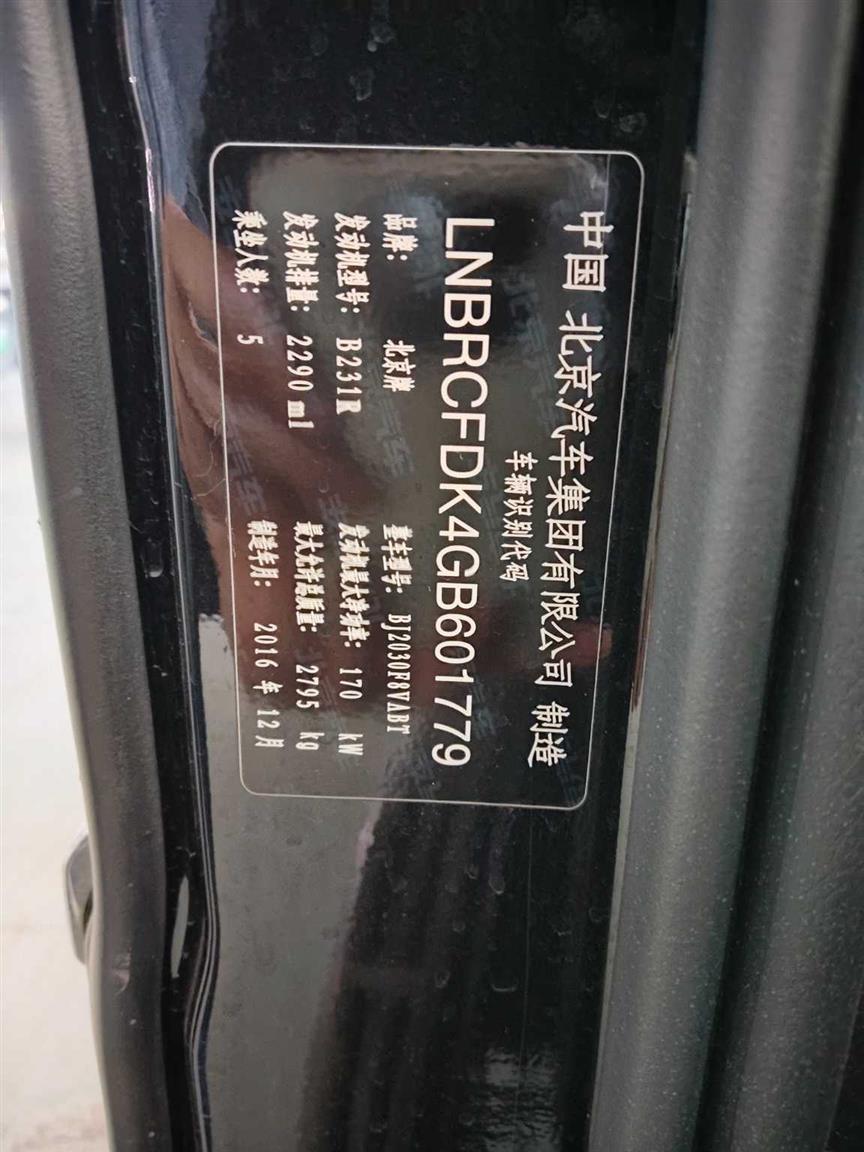 中国 北京汽车集团有限公司 制造
车辆识别代码
LNBRCFDK4GB601779
品牌： 北京牌 整车型号： BJ2030F8VABT
发动机型号： B231R 发动机最大净功率： 170 kW
发动机排量： 2290 ml 最大允许总质量： 2795 kg
乘坐人数： 5 制造年月： 2016 年 12 月